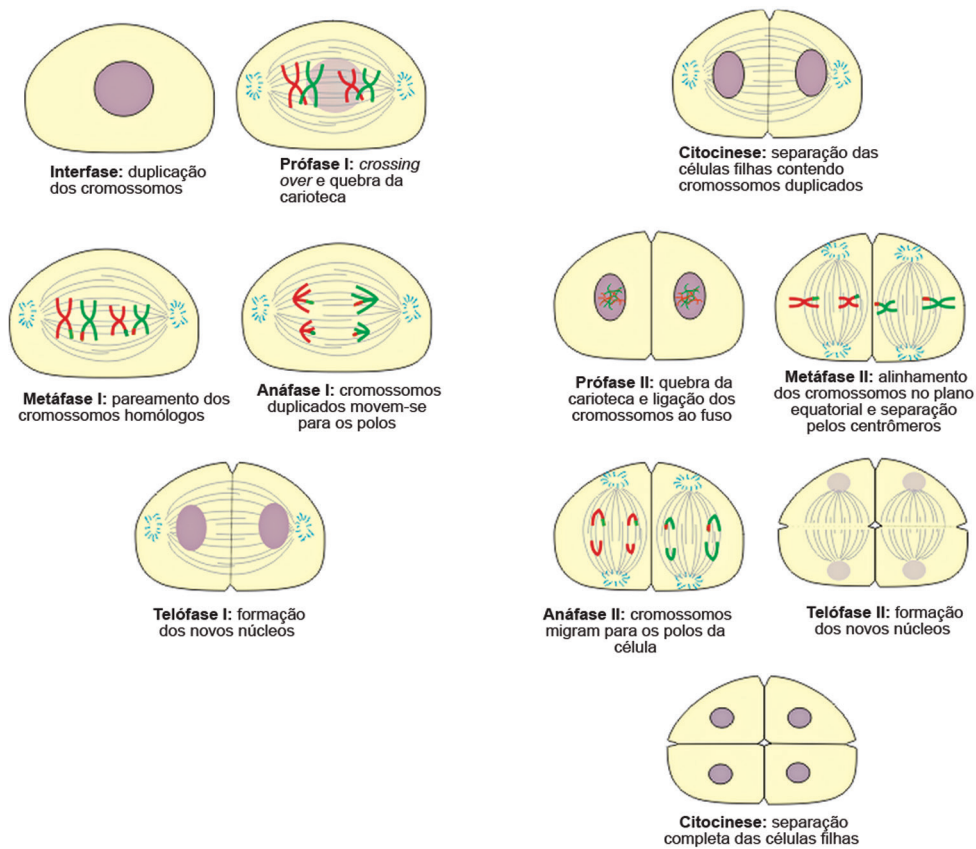 Interfase: duplicação
dos cromossomos
Prófase I: crossing
over e quebra da
carioteca
Metáfase I: pareamento dos
cromossomos homólogos
Anáfase I: cromossomos
duplicados movem-se
para os polos
Telófase I: formação
dos novos núcleos
Citocinese: separação das
células filhas contendo
cromossomos duplicados
Prófase II: quebra da
carioteca e ligação dos
cromossomos ao fuso
Metáfase II: alinhamento
dos cromossomos no plano
equatorial e separação
pelos centrômeros
Anáfase II: cromossomos
migram para os polos da
célula
Telófase II: formação
dos novos núcleos
Citocinese: separação
completa das células filhas